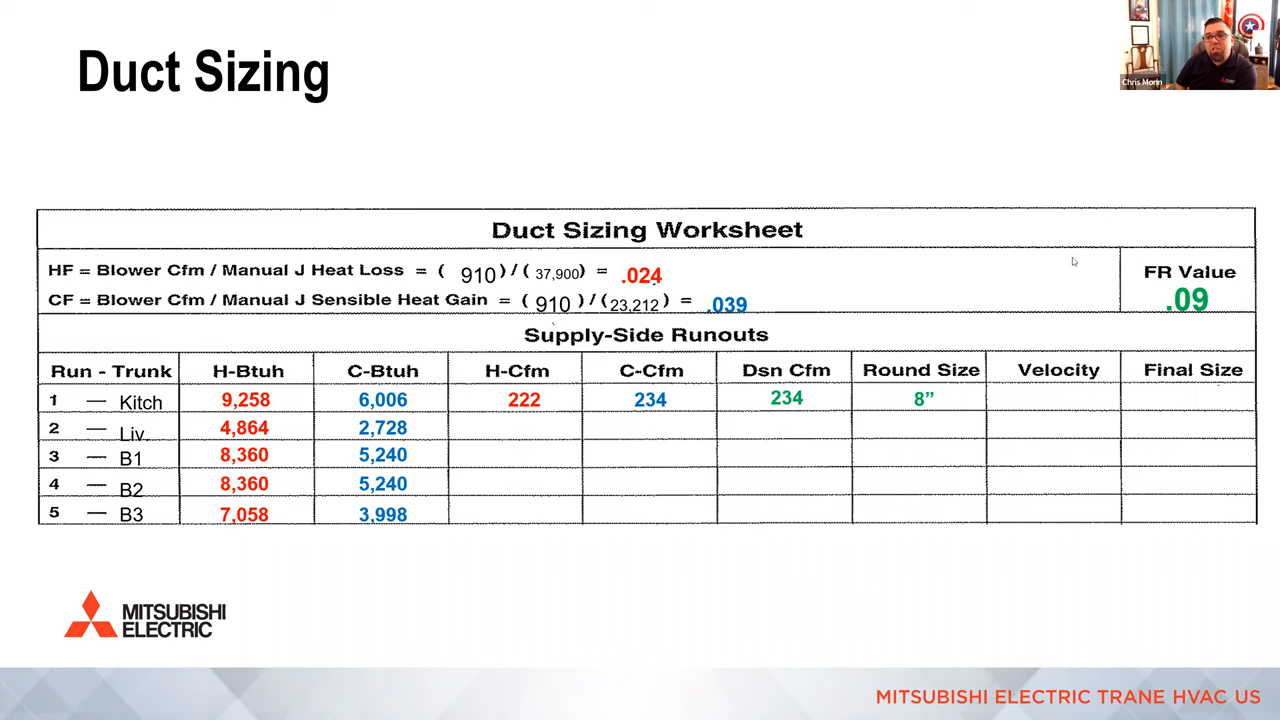 Duct Sizing
Chris Morin
Duct Sizing Worksheet
HF = Blower Cfm / Manual J Heat Loss = ( 910 ) / ( 37,900 ) = .024
CF = Blower Cfm / Manual J Sensible Heat Gain = ( 910 ) / ( 23,212 ) = .039
FR Value
.09
Supply-Side Runouts
Run - Trunk H-Btuh C-Btuh H-Cfm C-Cfm Dsn Cfm Round Size Velocity Final Size
1 — Kitch 9,258 6,006 222 234 234 8”
2 — Liv. 4,864 2,728
3 — B1 8,360 5,240
4 — B2 8,360 5,240
5 — B3 7,058 3,998
MITSUBISHI
ELECTRIC
MITSUBISHI ELECTRIC TRANE HVAC US